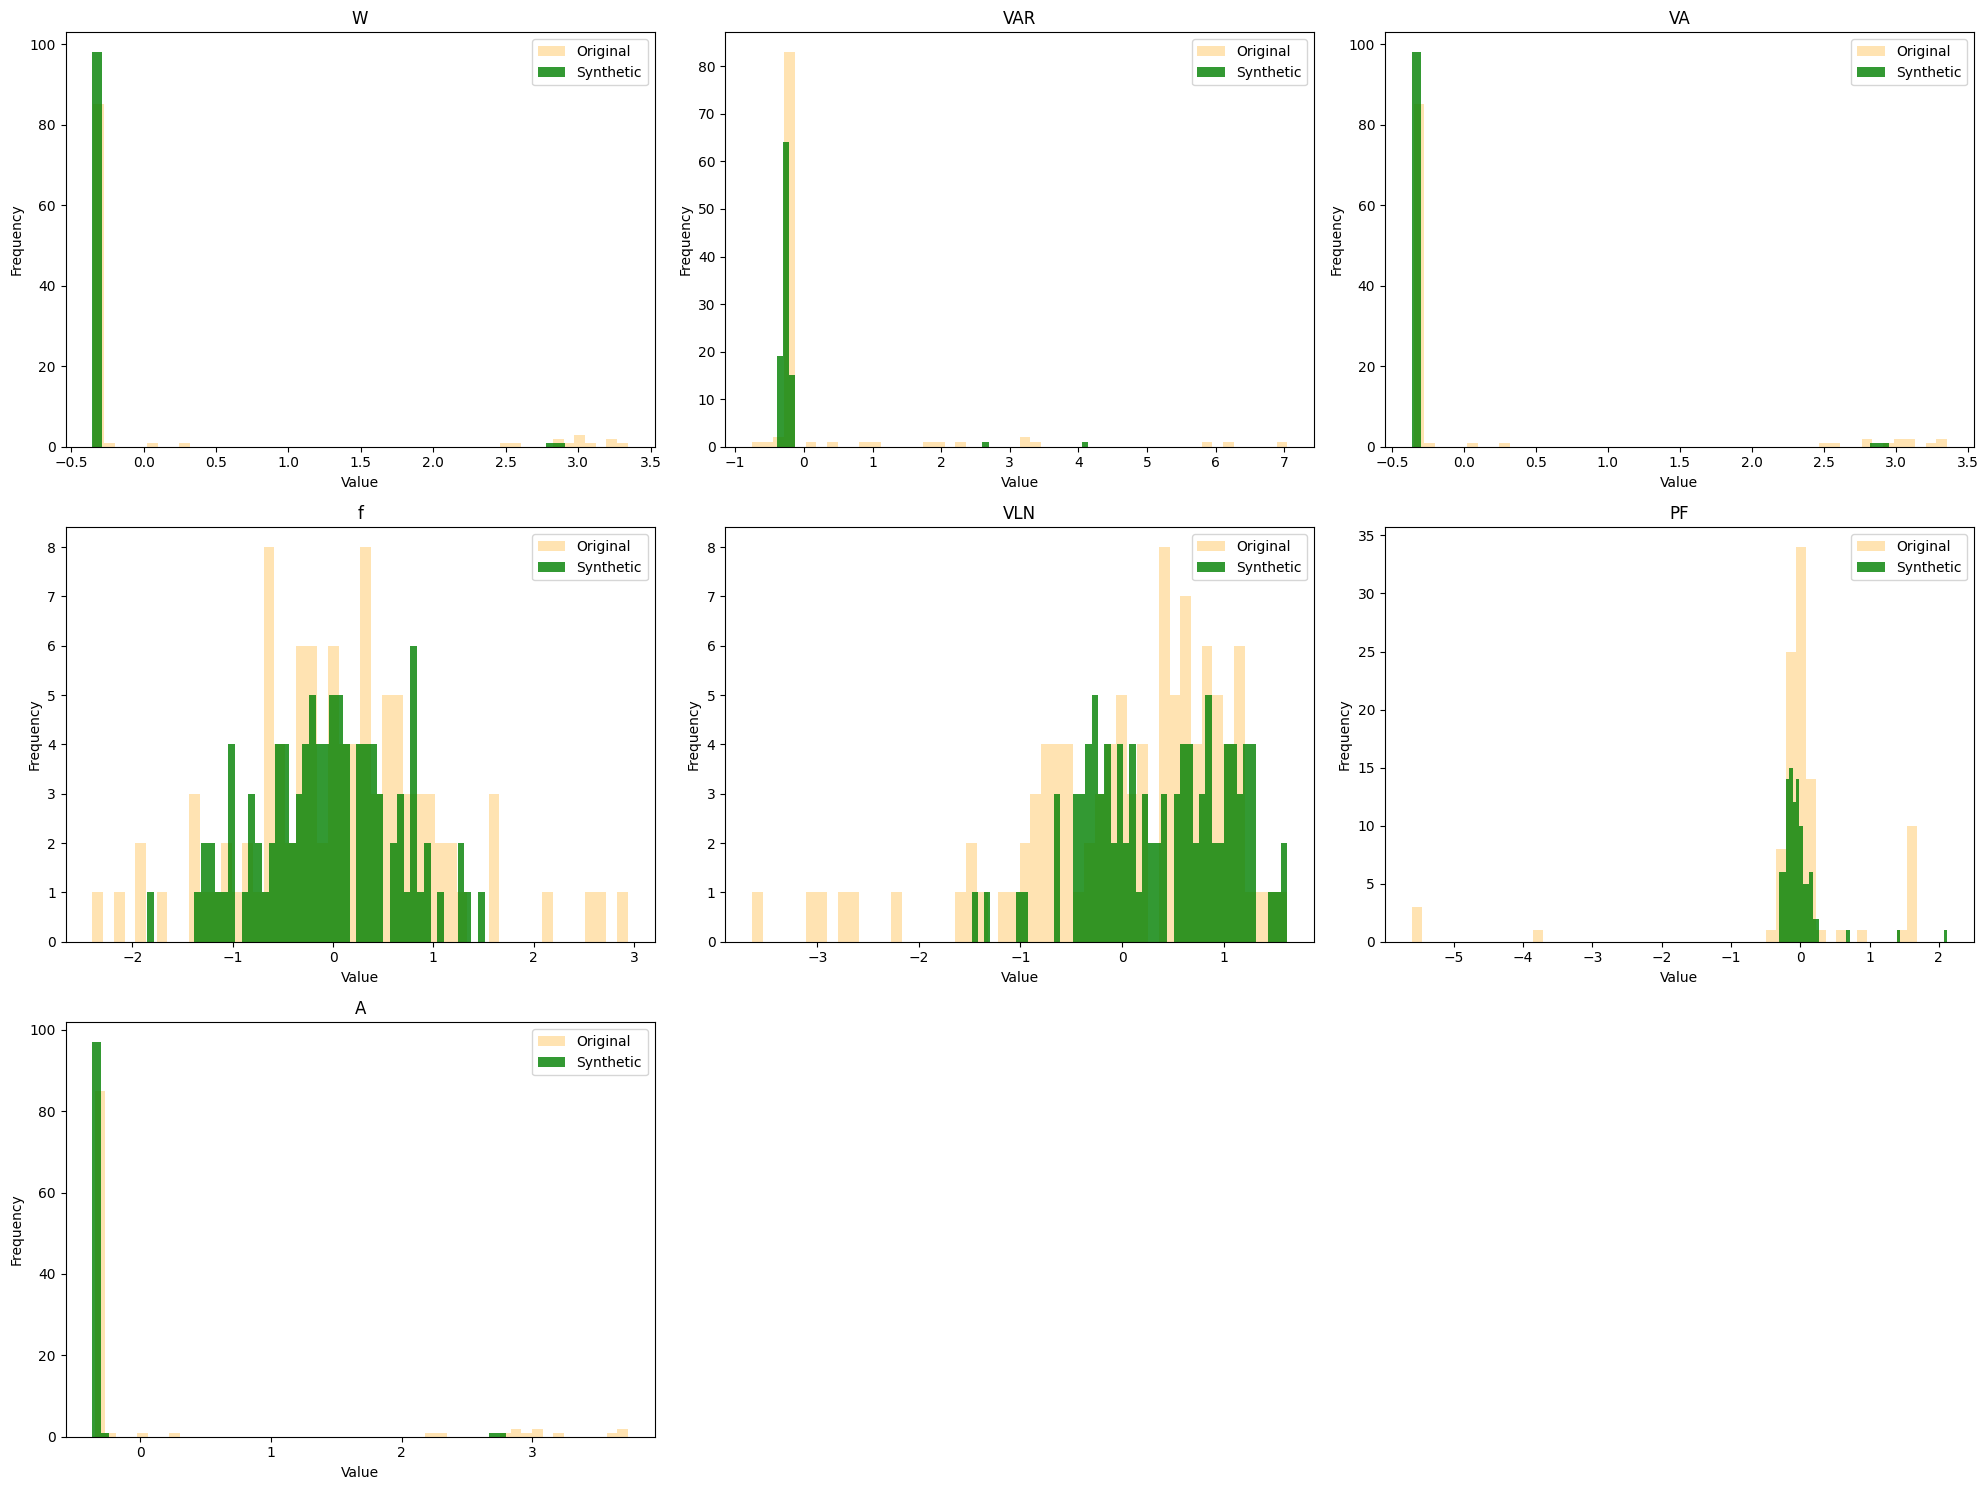 W
100
80
60
40
20
0
Frequency
−0.5 0.0 0.5 1.0 1.5 2.0 2.5 3.0 3.5
Value
Original
Synthetic
VAR
80
70
60
50
40
30
20
10
0
Frequency
−1 0 1 2 3 4 5 6 7
Value
Original
Synthetic
VA
100
80
60
40
20
0
Frequency
−0.5 0.0 0.5 1.0 1.5 2.0 2.5 3.0 3.5
Value
Original
Synthetic
f
8
7
6
5
4
3
2
1
0
Frequency
−2 −1 0 1 2 3
Value
Original
Synthetic
VLN
8
7
6
5
4
3
2
1
0
Frequency
−3 −2 −1 0 1
Value
Original
Synthetic
PF
35
30
25
20
15
10
5
0
Frequency
−5 −4 −3 −2 −1 0 1 2
Value
Original
Synthetic
A
100
80
60
40
20
0
Frequency
0 1 2 3
Value
Original
Synthetic